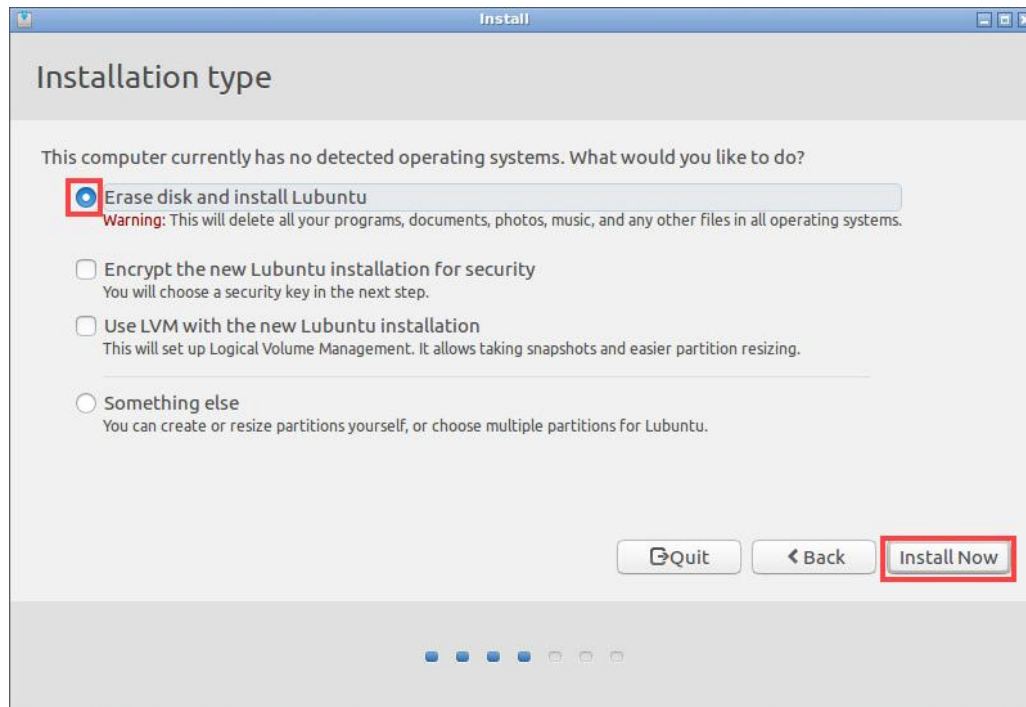 Install
Installation type
This computer currently has no detected operating systems. What would you like to do?
Erase disk and install Lubuntu
Warning: This will delete all your programs, documents, photos, music, and any other files in all operating systems.
Encrypt the new Lubuntu installation for security
You will choose a security key in the next step.
Use LVM with the new Lubuntu installation
This will set up Logical Volume Management. It allows taking snapshots and easier partition resizing.
Something else
You can create or resize partitions yourself, or choose multiple partitions for Lubuntu.
Quit Back Install Now